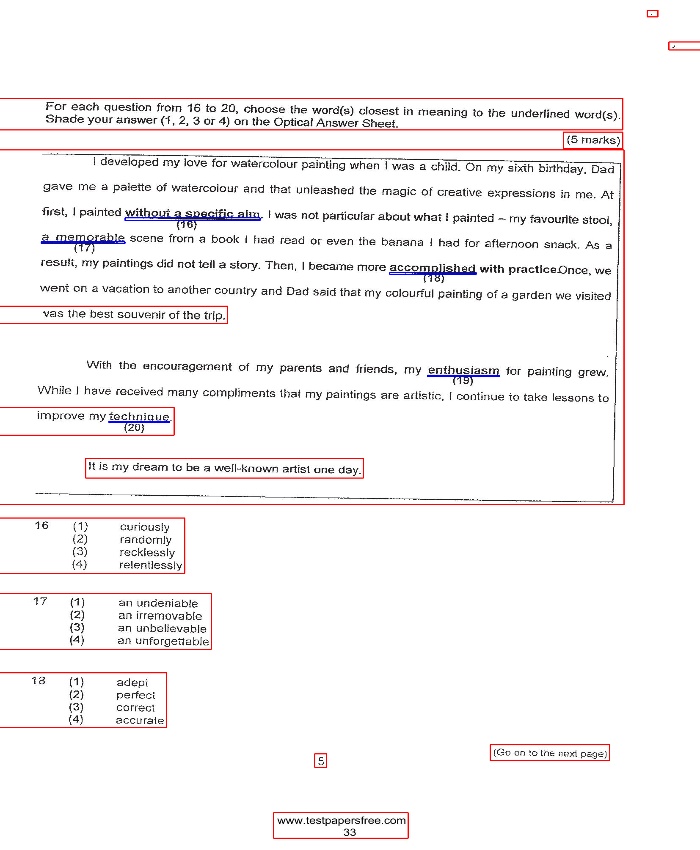 For each question from 16 to 20, choose the word(s) closest in meaning to the underlined word(s).
Shade your answer (1, 2, 3 or 4) on the Optical Answer Sheet.
(5 marks)
I developed my love for watercolour painting when I was a child. On my sixth birthday, Dad
gave me a palette of watercolour and that unleashed the magic of creative expressions in me. At
first, I painted without a specific aim. I was not particular about what I painted – my favourite stool,
(16)
a memorable scene from a book I had read or even the banana I had for afternoon snack. As a
(17)
result, my paintings did not tell a story. Then, I became more accomplished with practice.Once, we
(18)
went on a vacation to another country and Dad said that my colourful painting of a garden we visited
vas the best souvenir of the trip.
With the encouragement of my parents and friends, my enthusiasm for painting grew.
(19)
While I have received many compliments that my paintings are artistic, I continue to take lessons to
improve my technique.
(20)
It is my dream to be a well-known artist one day.
16 (1) curiously
(2) randomly
(3) recklessly
(4) relentlessly
17 (1) an undeniable
(2) an irremovable
(3) an unbelievable
(4) an unforgettable
18 (1) adept
(2) perfect
(3) correct
(4) accurate
(Go on to the next page)
5
www.testpapersfree.com
33